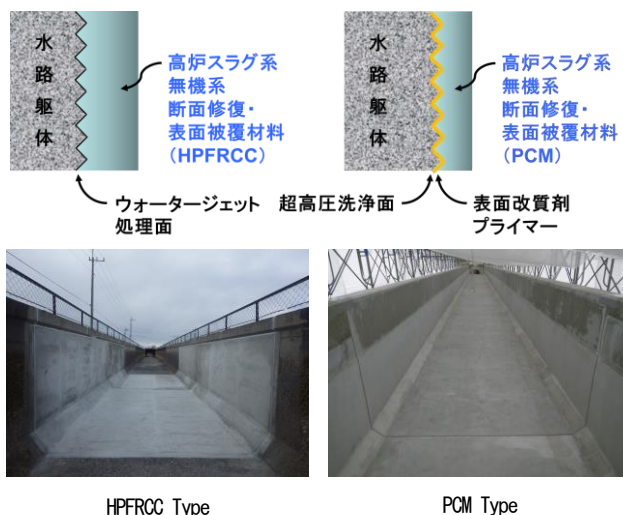 水路躯体
高炉スラグ系
無機系
断面修復・
表面被覆材料
(HPFRCC)
ウォータージェット
処理面
水路躯体
高炉スラグ系
無機系
断面修復・
表面被覆材料
(PCM)
超高圧洗浄面
表面改質剤
プライマー
HPFRCC Type
PCM Type